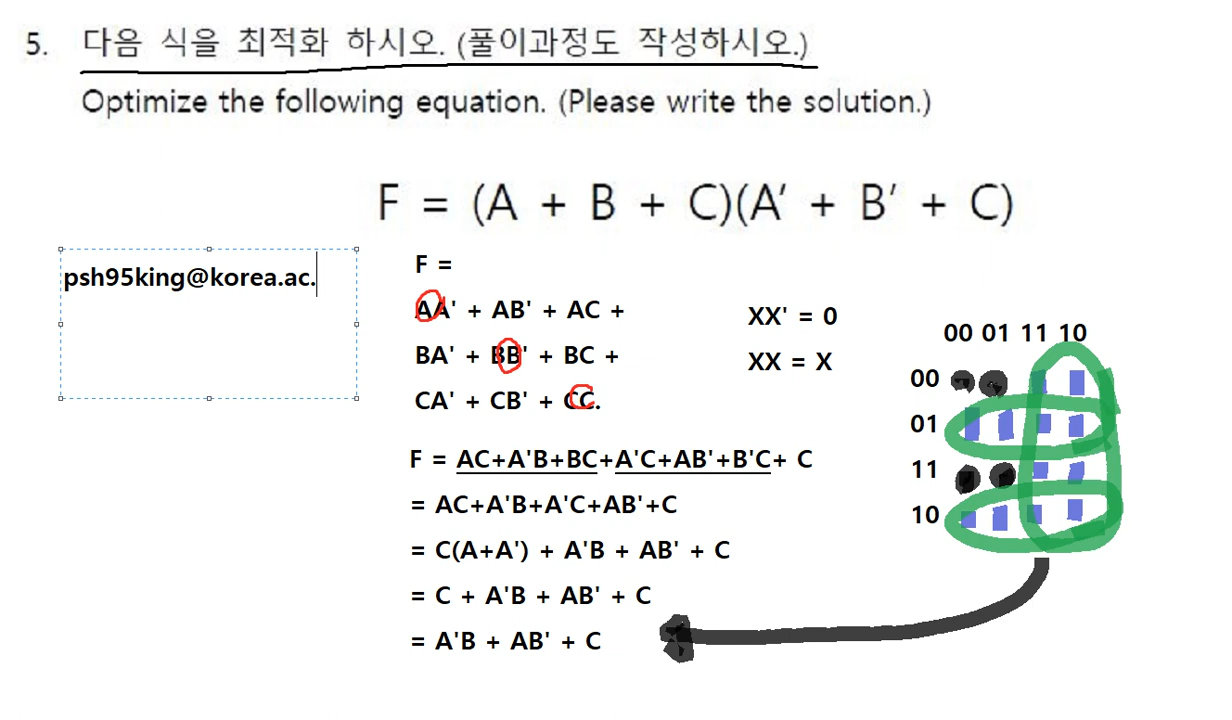 5. 다음 식을 최적화 하시오. (풀이과정도 작성하시오.)
Optimize the following equation. (Please write the solution.)
F = (A + B + C)(A′ + B′ + C)
psh95king@korea.ac.
F =
AA' + AB' + AC +
BA' + BB' + BC +
CA' + CB' + CC.
XX' = 0
XX = X
F = AC+A'B+BC+A'C+AB'+B'C+ C
= AC+A'B+A'C+AB'+C
= C(A+A') + A'B + AB' + C
= C + A'B + AB' + C
= A'B + AB' + C
00 01 11 10
00
01
11
10